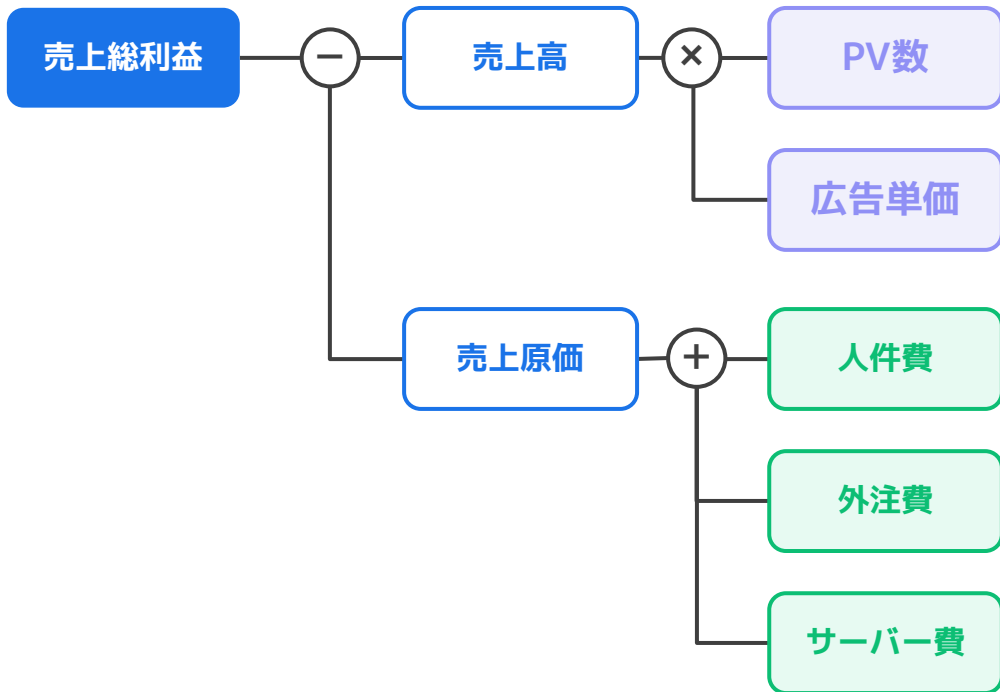 売上総利益
−
売上高
×
PV数
広告単価
売上原価
+
人件費
外注費
サーバー費